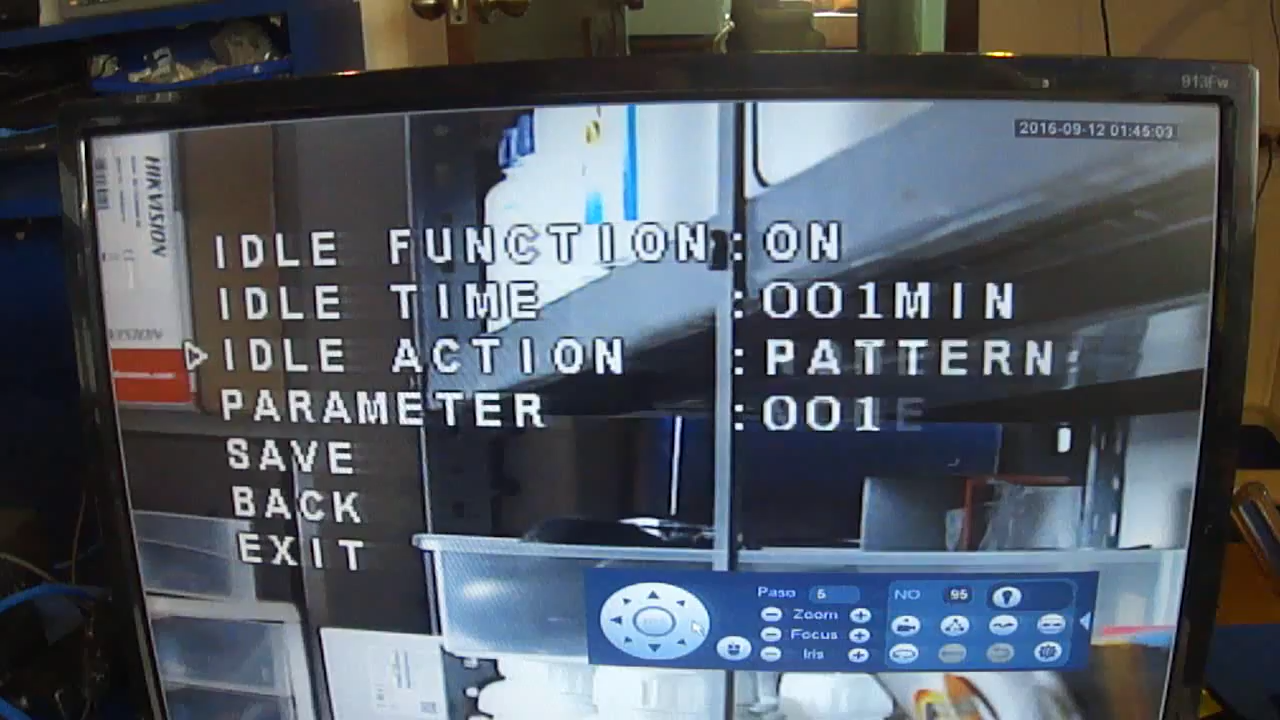 913Fw
2016-09-12 01:45:03
HIKVISION
IDLE FUNCTION:ON
IDLE TIME :001MIN
IDLE ACTION :PATTERN
PARAMETER :001
SAVE
BACK
EXIT
Paso 5
Zoom
Focus
Iris
NO 95